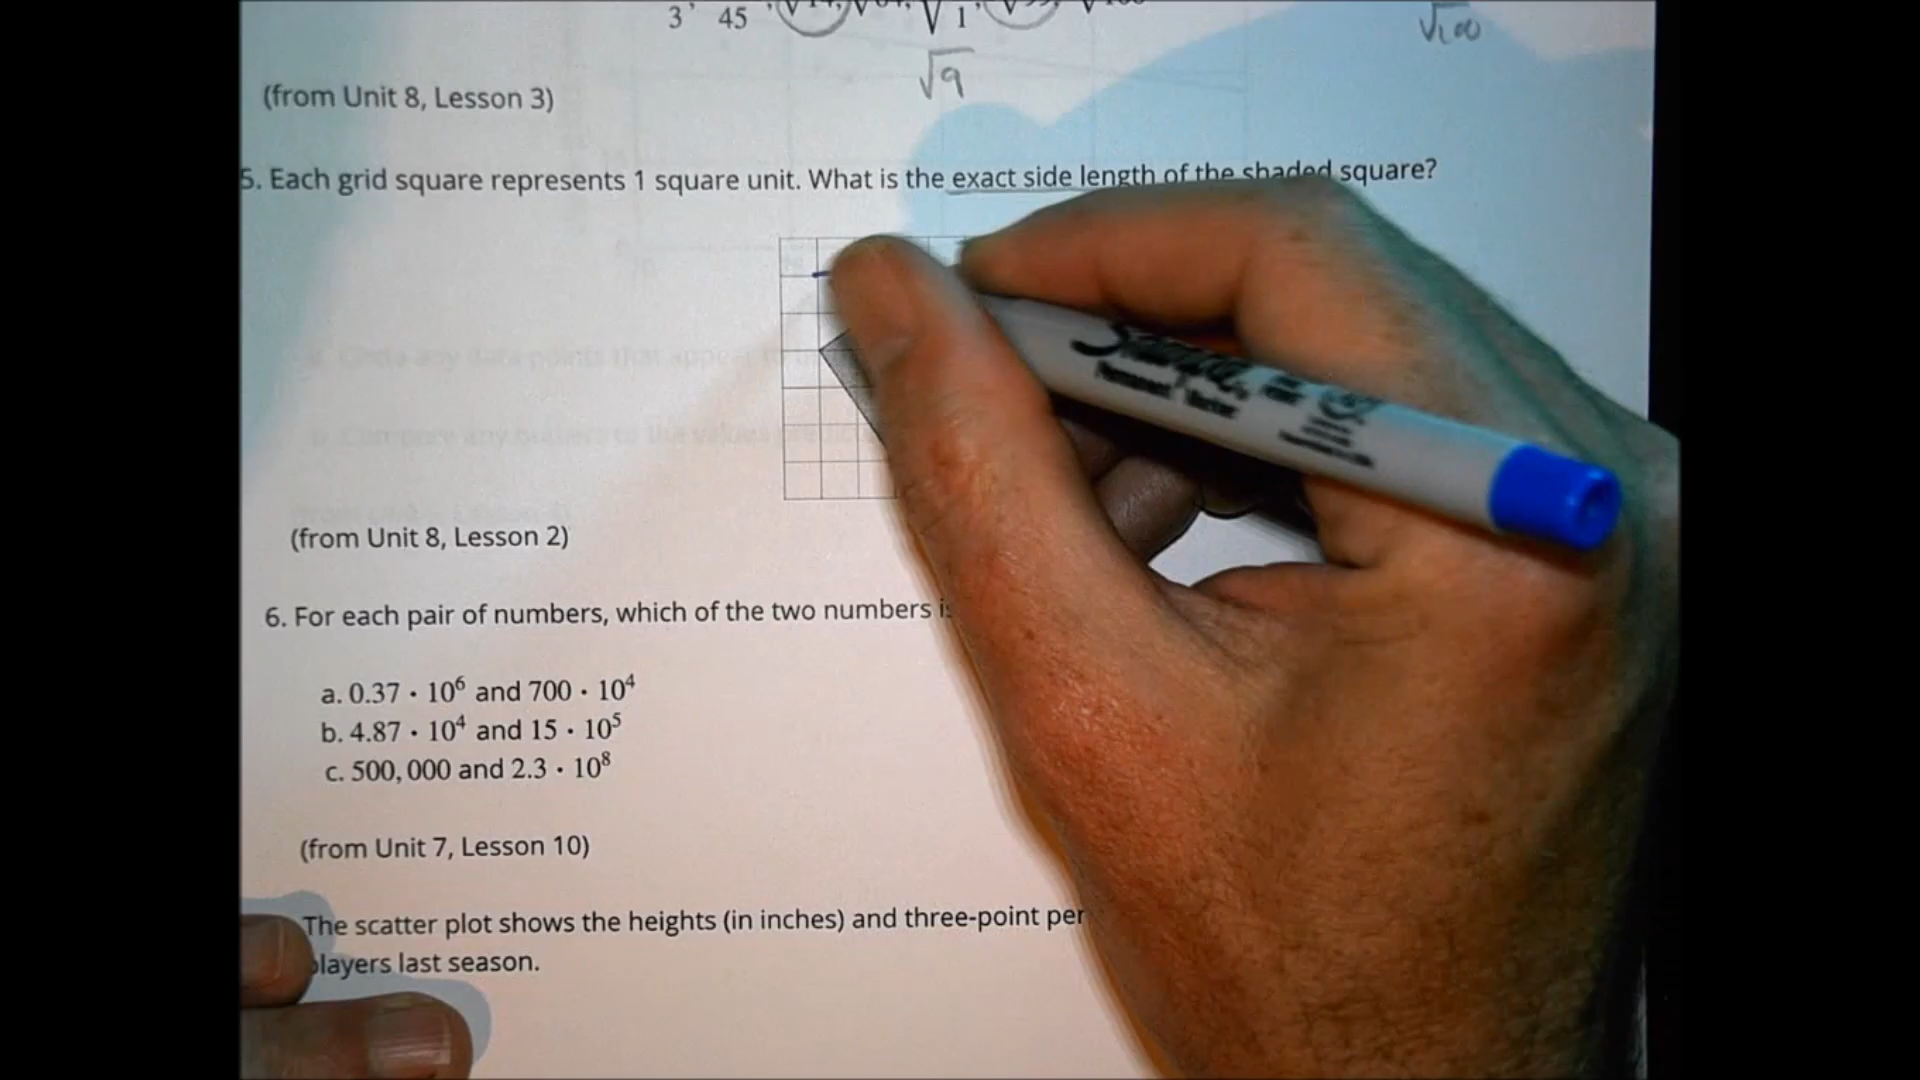 3, 45
√1
√100
√9
(from Unit 8, Lesson 3)
5. Each grid square represents 1 square unit. What is the exact side length of the shaded square?
(from Unit 8, Lesson 2)
6. For each pair of numbers, which of the two numbers
a. 0.37 · 10⁶ and 700 · 10⁴
b. 4.87 · 10⁴ and 15 · 10⁵
c. 500,000 and 2.3 · 10⁸
(from Unit 7, Lesson 10)
The scatter plot shows the heights (in inches) and three-point per
players last season.